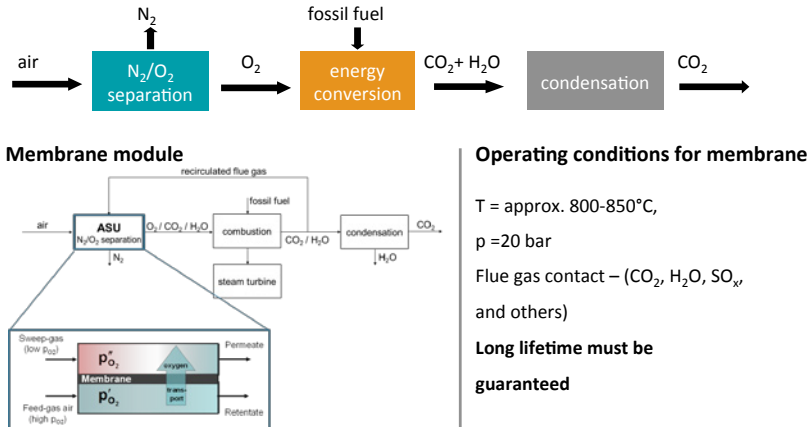 N₂
fossil fuel
air
N₂/O₂
separation
O₂
energy
conversion
CO₂+ H₂O
condensation
CO₂
Membrane module
recirculated flue gas
fossil fuel
air
ASU
N₂/O₂ separation
O₂ / CO₂ / H₂O
combustion
CO₂ / H₂O
condensation
CO₂
N₂
H₂O
steam turbine
Sweep-gas
(low pO2)
p"O₂
oxygen
Permeate
Membrane
Feed-gas air
(high pO2)
p'O₂
trans-
port
Retentate
Operating conditions for membrane
T = approx. 800-850°C,
p =20 bar
Flue gas contact – (CO₂, H₂O, SOₓ,
and others)
Long lifetime must be
guaranteed